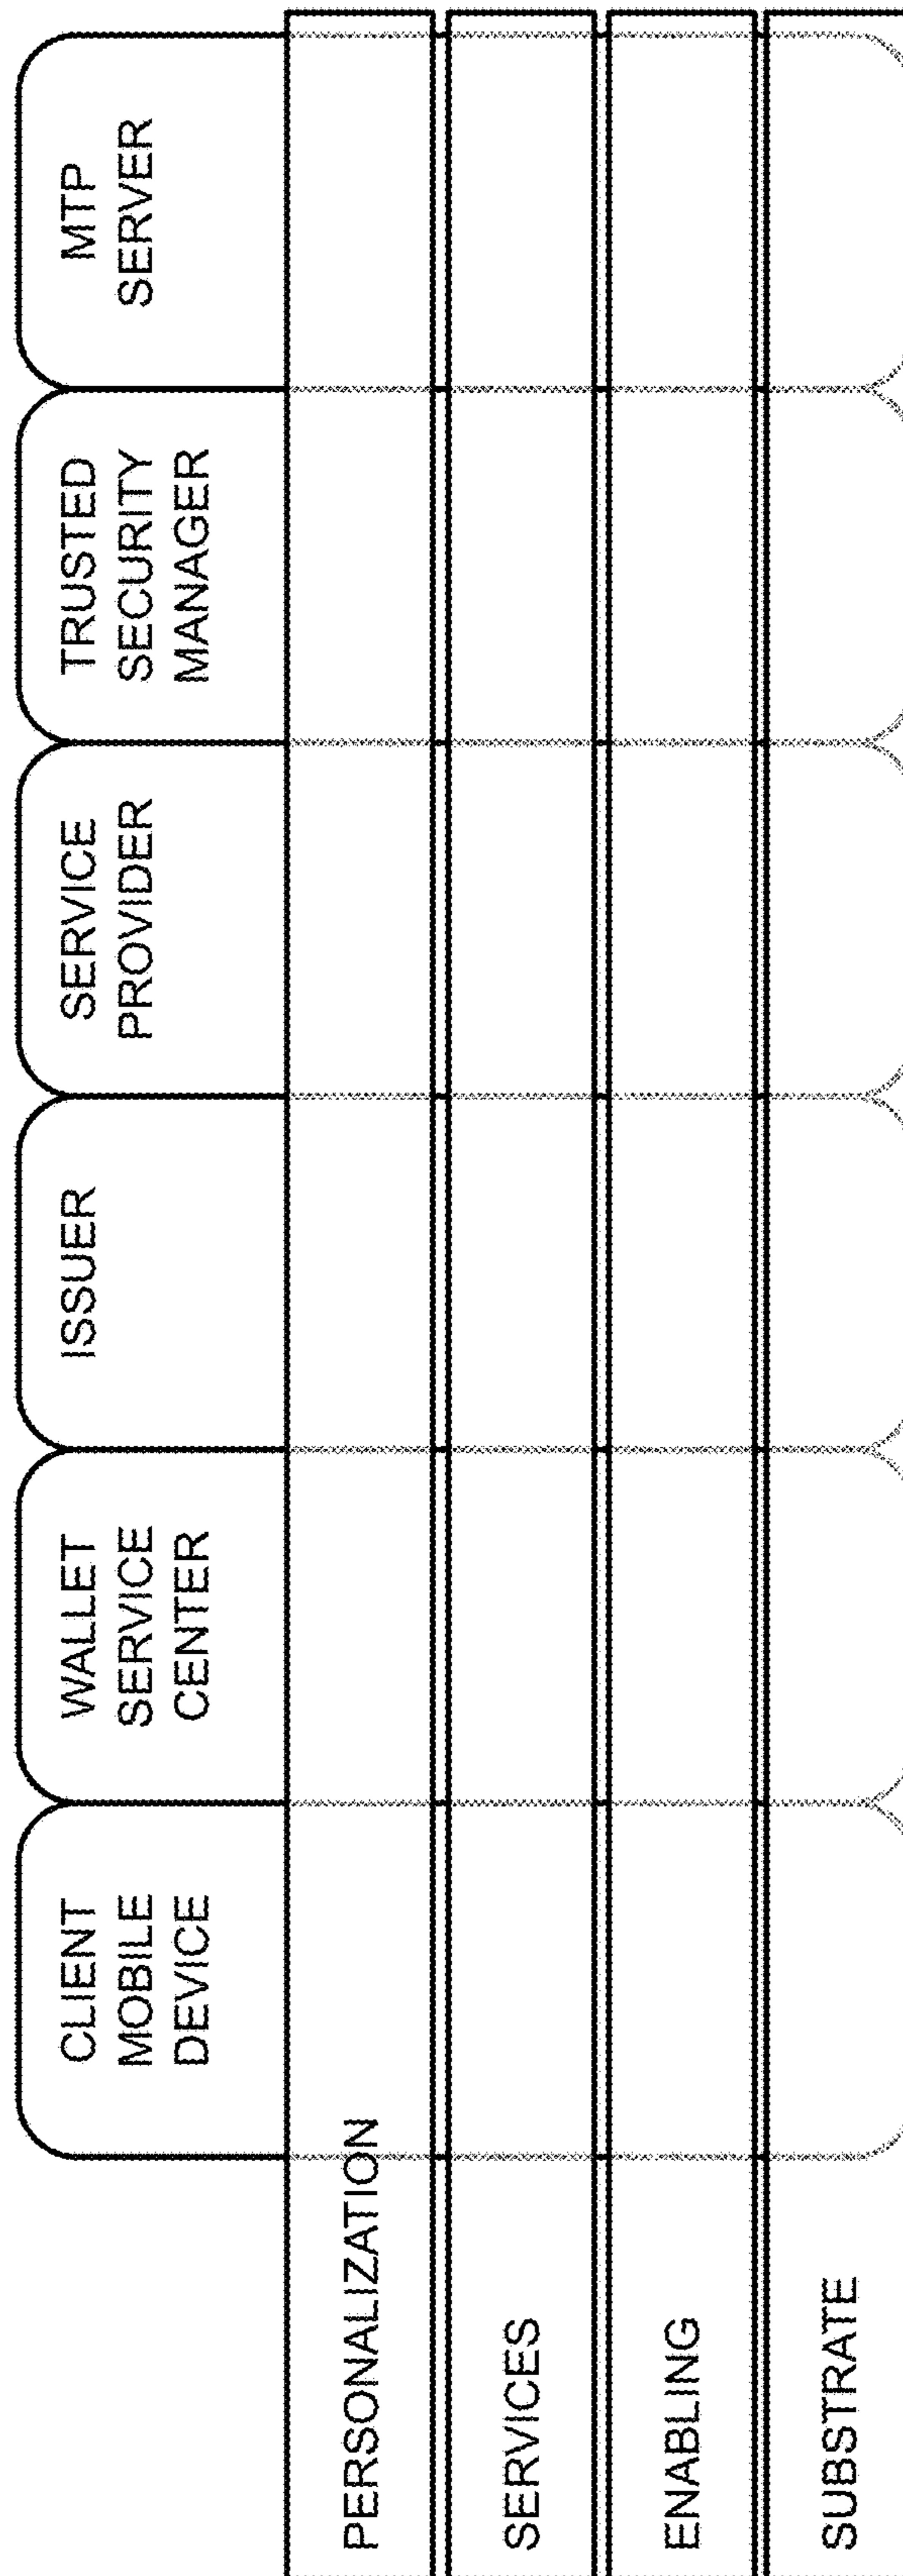 CLIENT
MOBILE
DEVICE
WALLET
SERVICE
CENTER
ISSUER
SERVICE
PROVIDER
TRUSTED
SECURITY
MANAGER
MTP
SERVER
PERSONALIZATION
SERVICES
ENABLING
SUBSTRATE